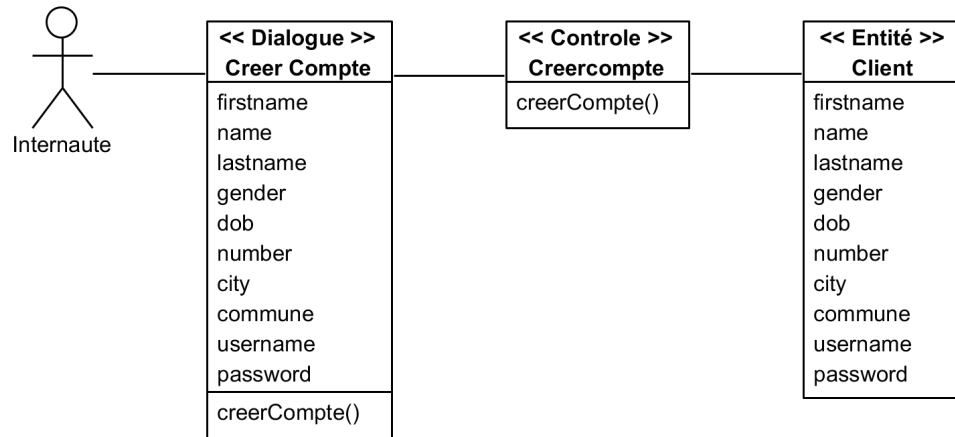 Internaute
<< Dialogue >>
Creer Compte
firstname
name
lastname
gender
dob
number
city
commune
username
password
creerCompte()
<< Controle >>
Creercompte
creerCompte()
<< Entité >>
Client
firstname
name
lastname
gender
dob
number
city
commune
username
password